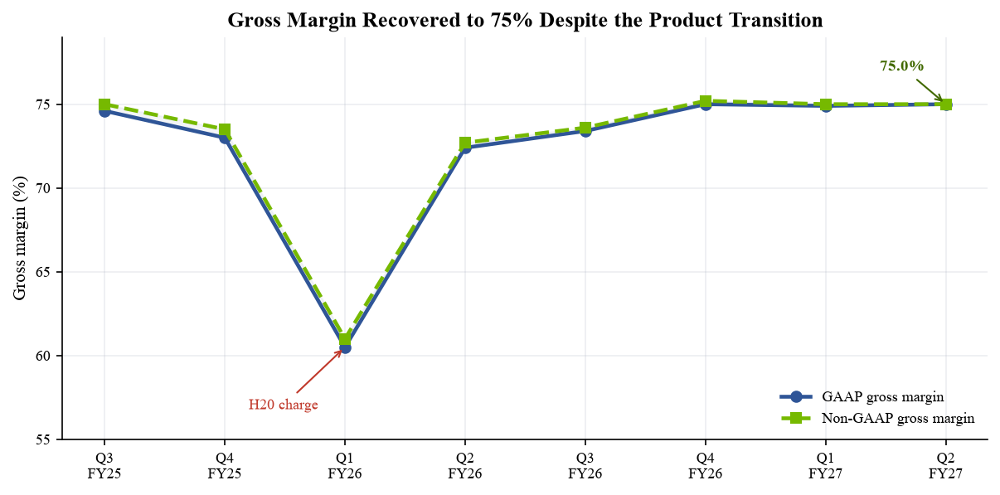 Gross Margin Recovered to 75% Despite the Product Transition
75.0%
75
70
65
60
55
Gross margin (%)
H20 charge
GAAP gross margin
Non-GAAP gross margin
Q3 Q4 Q1 Q2 Q3 Q4 Q1 Q2
FY25 FY25 FY26 FY26 FY26 FY26 FY27 FY27